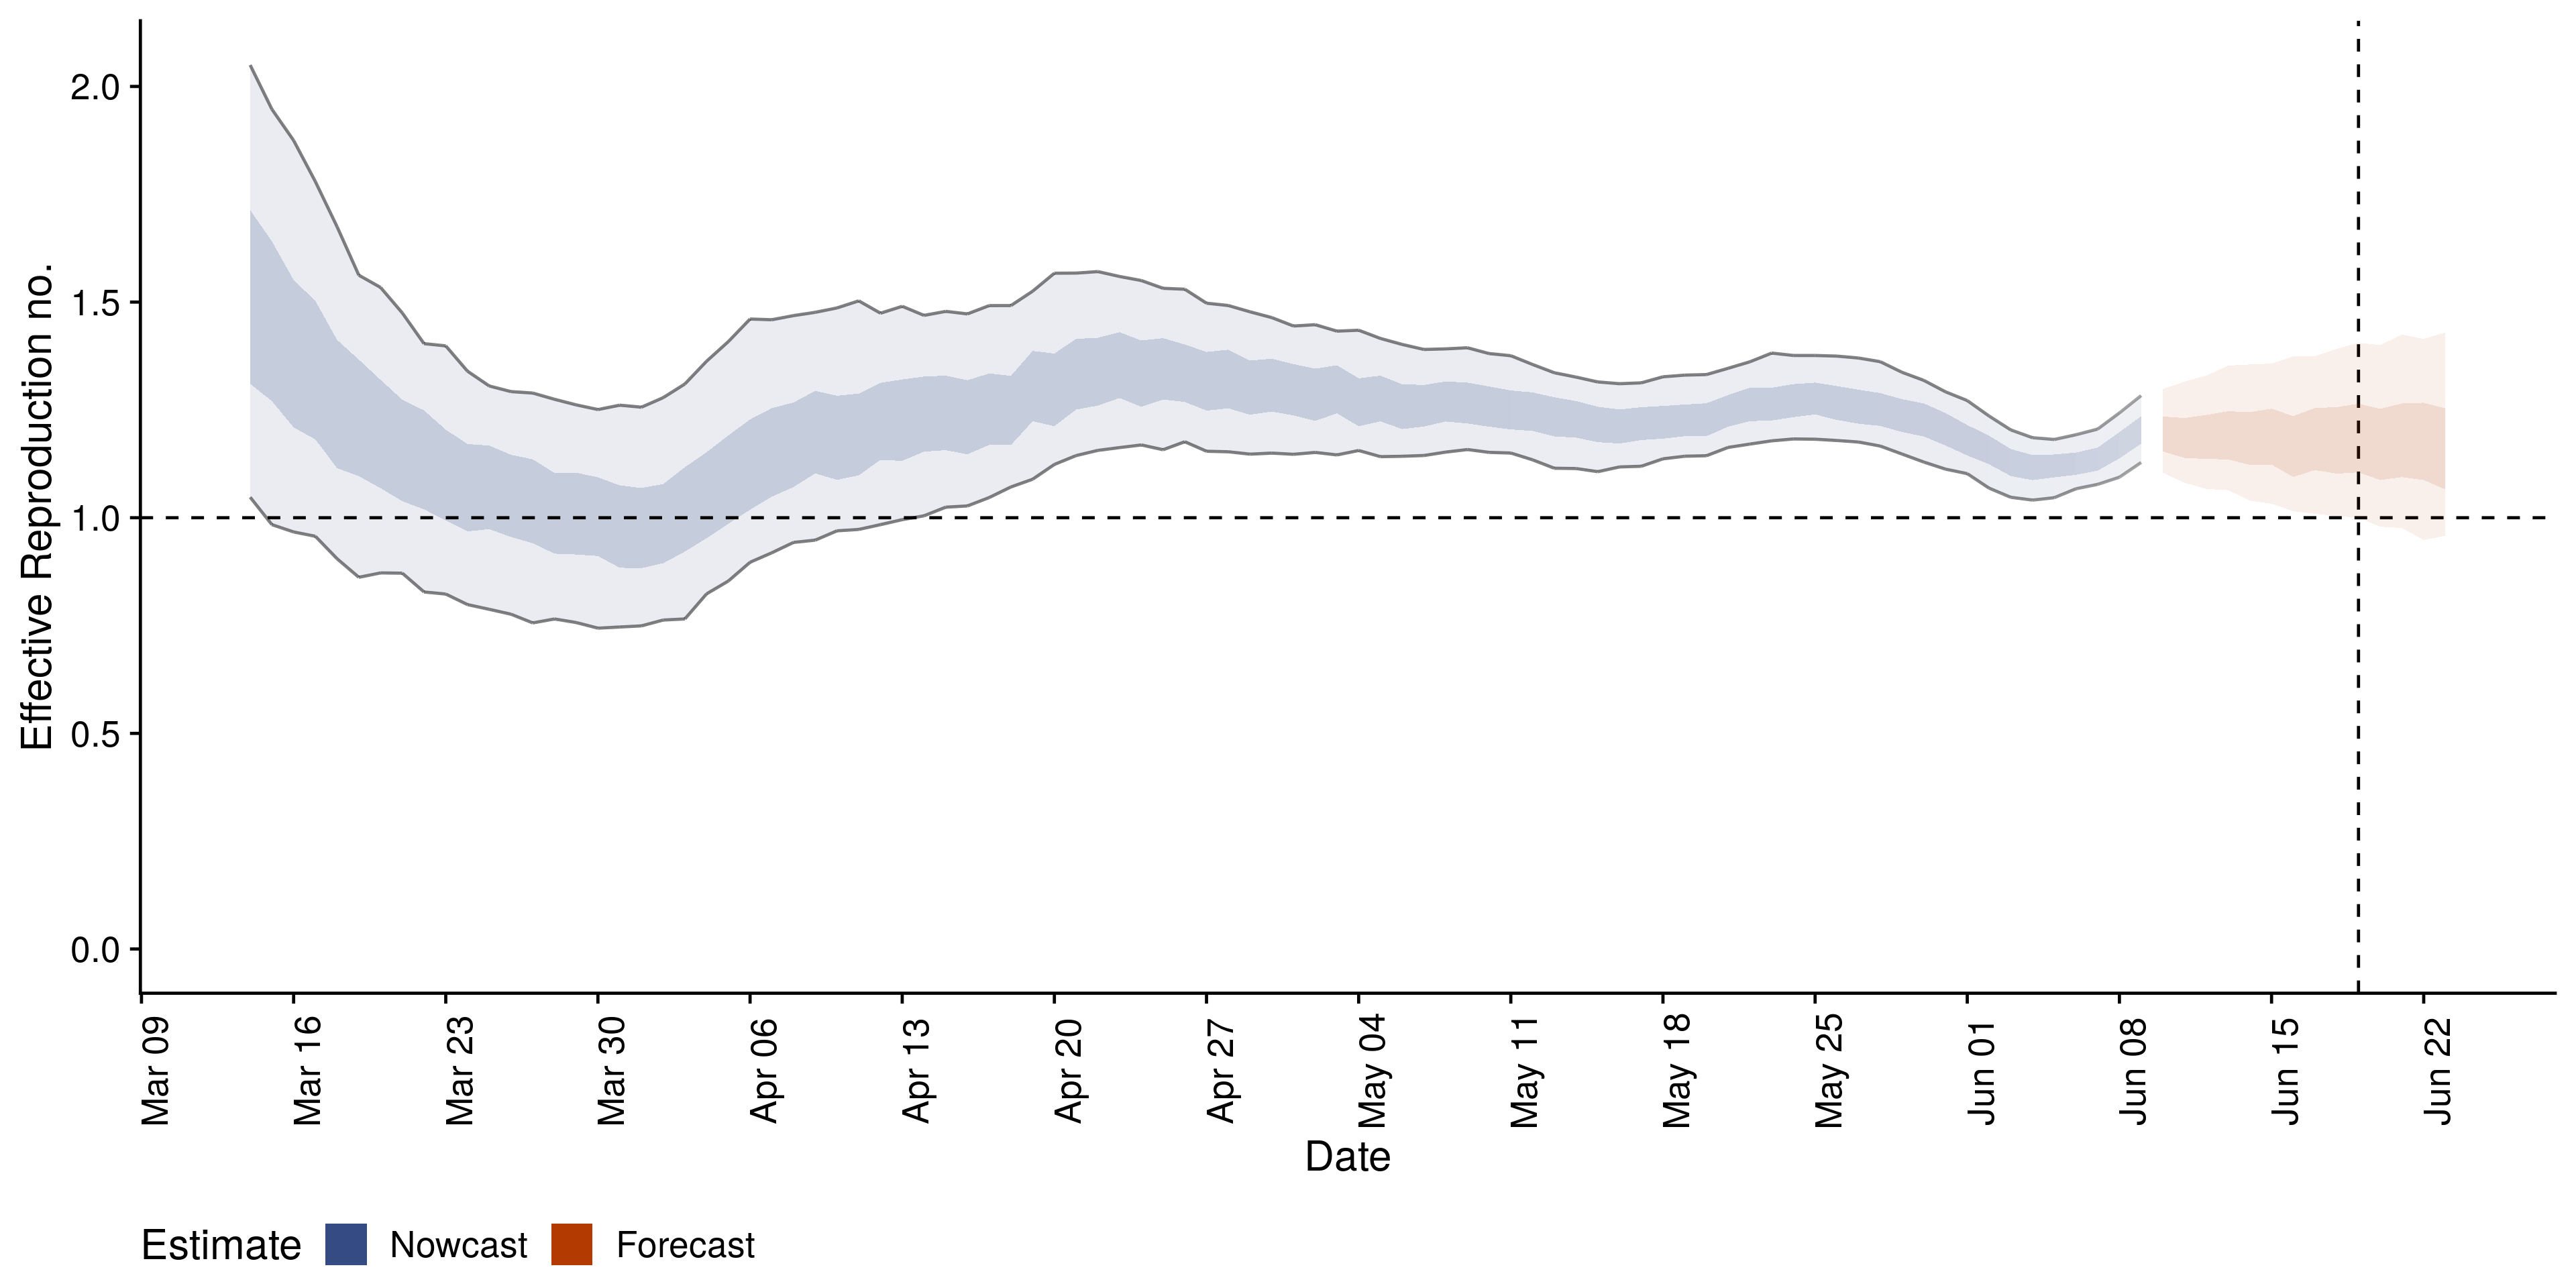 Effective Reproduction no.
2.0
1.5
1.0
0.5
0.0
Mar 09
Mar 16
Mar 23
Mar 30
Apr 06
Apr 13
Apr 20
Apr 27
May 04
May 11
May 18
May 25
Jun 01
Jun 08
Jun 15
Jun 22
Date
Estimate Nowcast Forecast